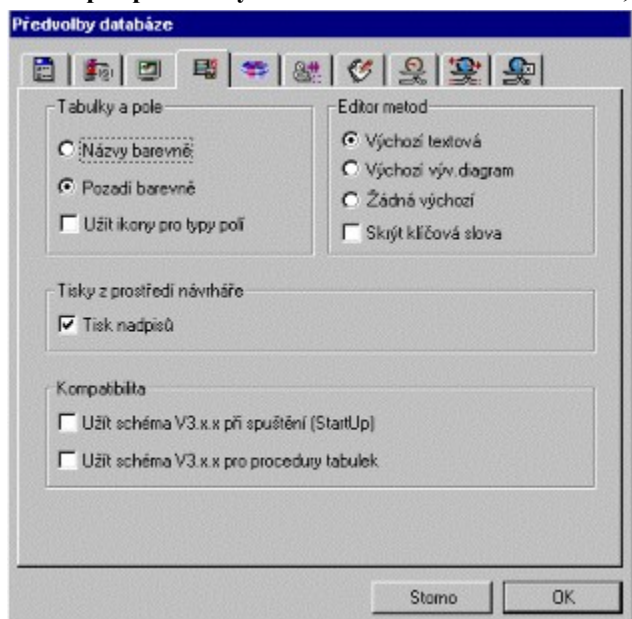 Předvolby databáze
Tabulky a pole
Názvy barevně
Pozadí barevně
Užít ikony pro typy polí
Editor metod
Výchozí textová
Výchozí výv.diagram
Žádná výchozí
Skrýt klíčová slova
Tisky z prostředí návrháře
Tisk nadpisů
Kompatibilita
Užít schéma V3.x.x při spuštění (StartUp)
Užít schéma V3.x.x pro procedury tabulek
Storno
OK